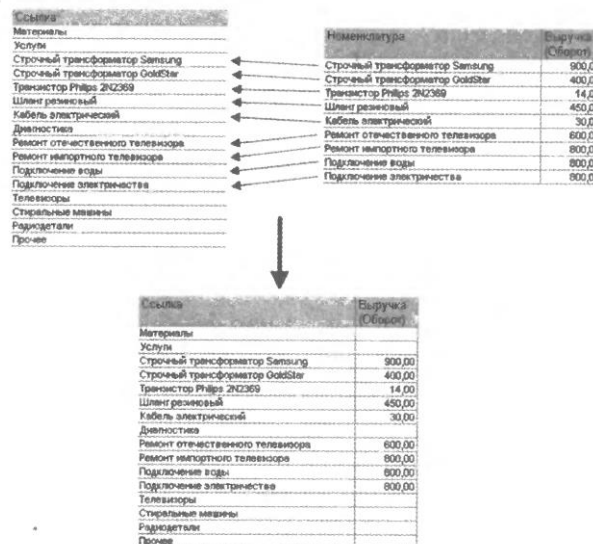 Ссылка
Материалы
Услуги
Строчный трансформатор Samsung
Строчный трансформатор GoldStar
Транзистор Philips 2N2369
Шланг резиновый
Кабель электрический
Диагностика
Ремонт отечественного телевизора
Ремонт импортного телевизора
Подключение воды
Подключение электричества
Телевизоры
Стиральные машины
Радиодетали
Прочее
Номенклатура Выручка
(Оборот)
Строчный трансформатор Samsung 900,0
Строчный трансформатор GoldStar 400,0
Транзистор Philips 2N2369 14,0
Шланг резиновый 450,0
Кабель электрический 30,0
Ремонт отечественного телевизора 600,0
Ремонт импортного телевизора 800,0
Подключение воды 800,0
Подключение электричества 800,0
Ссылка Выручка
(Оборот)
Материалы
Услуги
Строчный трансформатор Samsung 900,00
Строчный трансформатор GoldStar 400,00
Транзистор Philips 2N2369 14,00
Шланг резиновый 450,00
Кабель электрический 30,00
Диагностика
Ремонт отечественного телевизора 600,00
Ремонт импортного телевизора 800,00
Подключение воды 800,00
Подключение электричества 800,00
Телевизоры
Стиральные машины
Радиодетали
Прочее